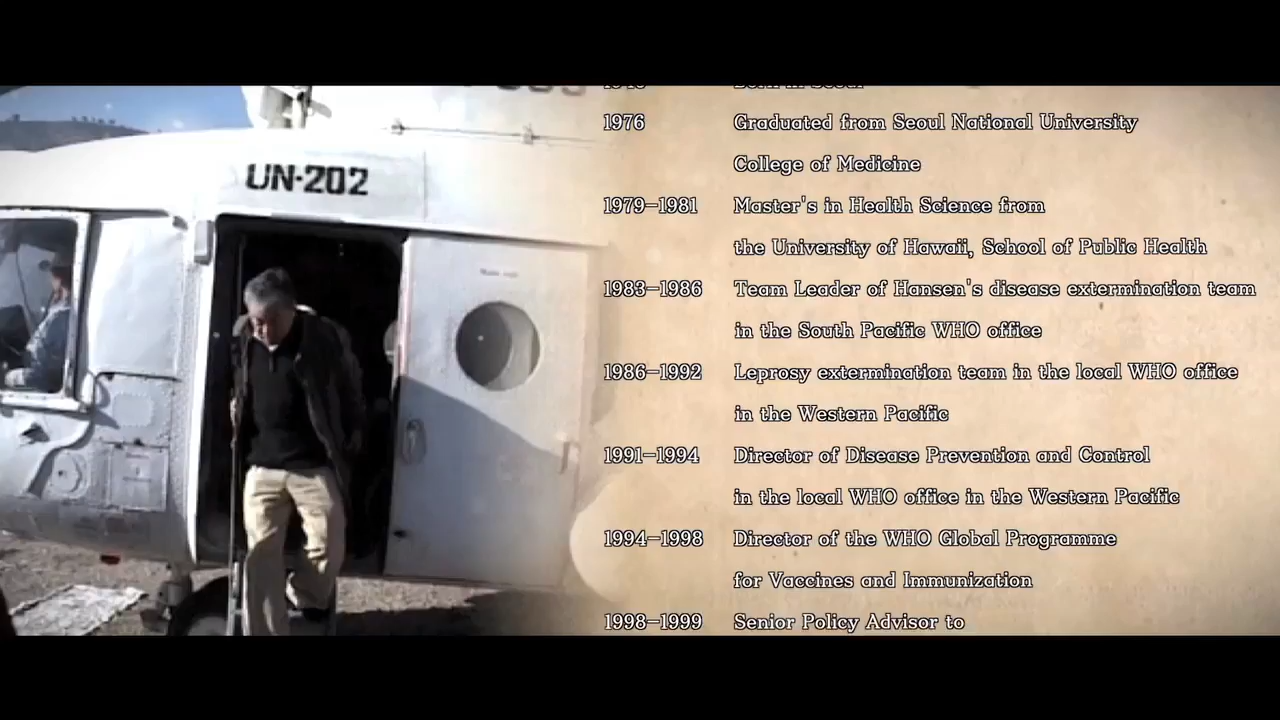 UN-202
1976 Graduated from Seoul National University
College of Medicine
1979–1981 Master's in Health Science from
the University of Hawaii, School of Public Health
1983–1986 Team Leader of Hansen's disease extermination team
in the South Pacific WHO office
1986–1992 Leprosy extermination team in the local WHO office
in the Western Pacific
1991–1994 Director of Disease Prevention and Control
in the local WHO office in the Western Pacific
1994–1998 Director of the WHO Global Programme
for Vaccines and Immunization
1998–1999 Senior Policy Advisor to